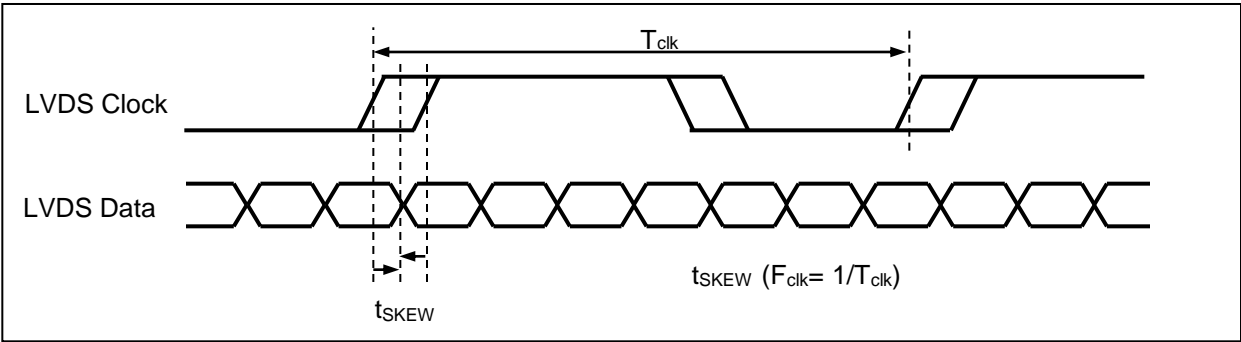 Tclk
LVDS Clock
LVDS Data
tSKEW (Fclk= 1/Tclk)
tSKEW